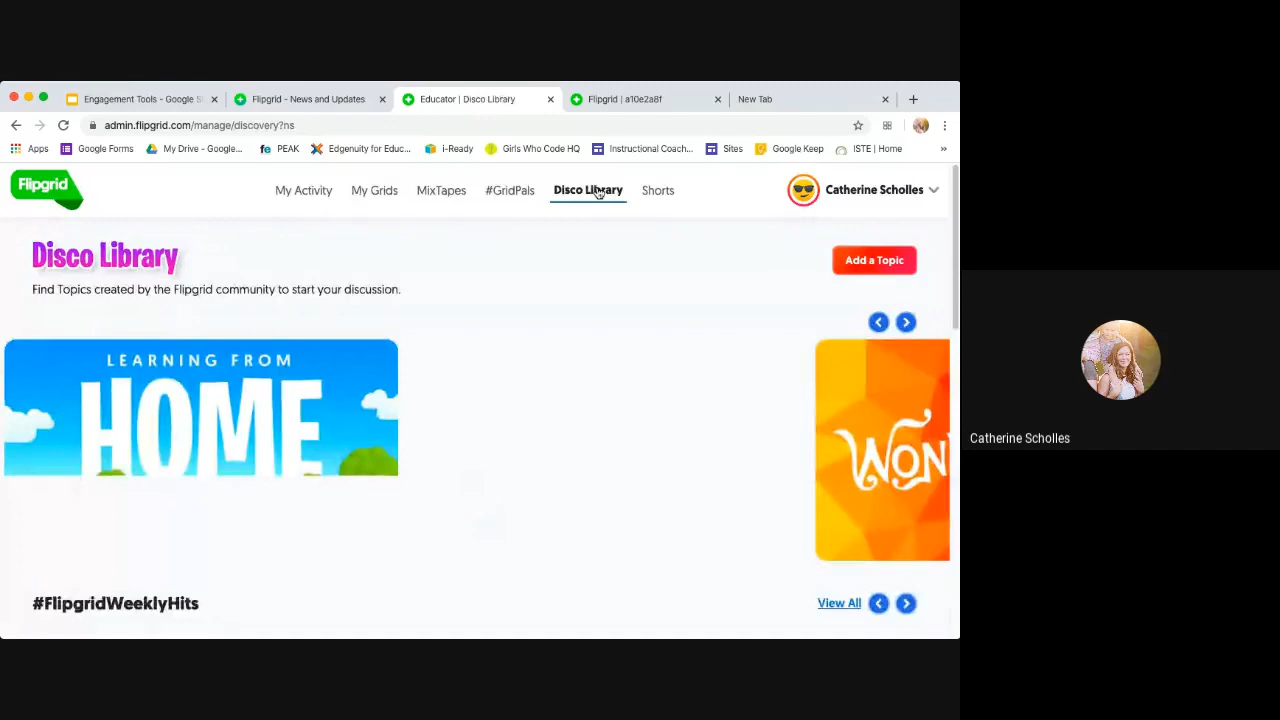 Engagement Tools - Google Sl
Flipgrid - News and Updates
Educator | Disco Library
Flipgrid | a10e2a8f
New Tab
admin.flipgrid.com/manage/discovery?ns
Apps
Google Forms
My Drive - Google...
fe PEAK
Edgenuity for Educ...
i-Ready
Girls Who Code HQ
Instructional Coach...
Sites
Google Keep
ISTE | Home
Flipgrid
My Activity
My Grids
MixTapes
#GridPals
Disco Library
Shorts
Catherine Scholles
Disco Library
Add a Topic
Find Topics created by the Flipgrid community to start your discussion.
LEARNING FROM
HOME
WON
#FlipgridWeeklyHits
View All
Catherine Scholles